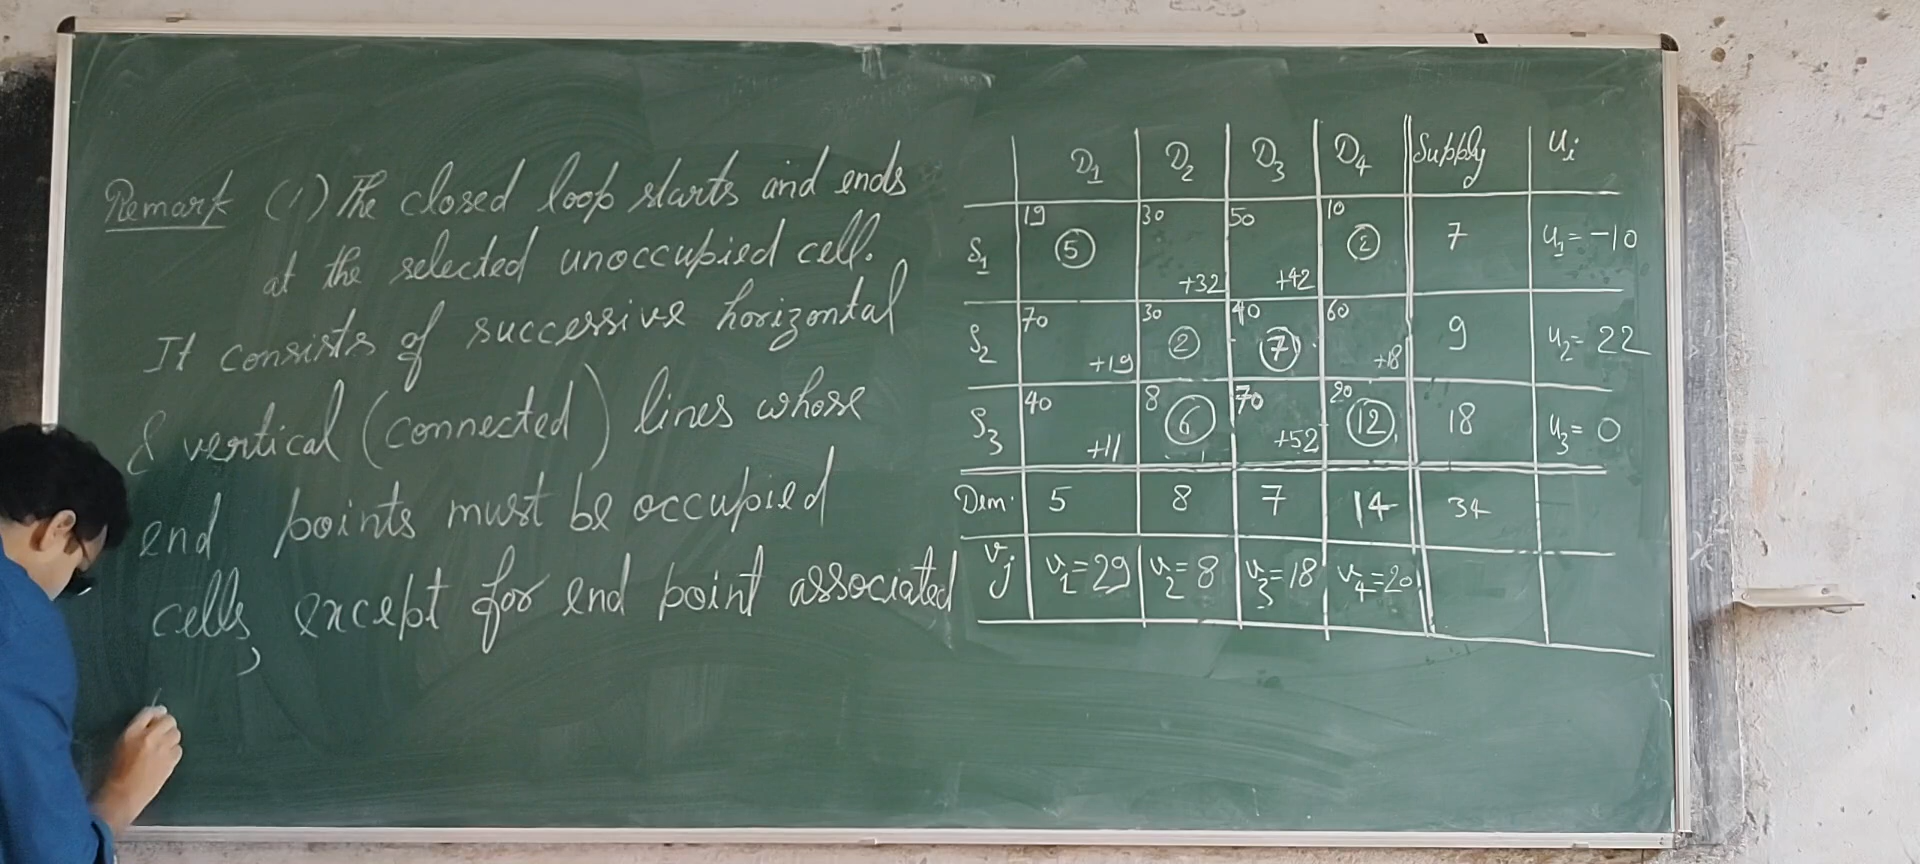 Remark (1) The closed loop starts and ends
at the selected unoccupied cell.
It consists of successive horizontal
& vertical (connected) lines whose
end points must be occupied
cells, except for end point associated
D1 D2 D3 D4 Supply ui
S1 19 5 30 +32 50 +42 10 2 7 u1 = -10
S2 70 +19 30 2 40 7 60 +18 9 u2 = 22
S3 40 +11 8 6 70 +52 20 12 18 u3 = 0
Dem. 5 8 7 14 34
vj v1 = 29 v2 = 8 v3 = 18 v4 = 20